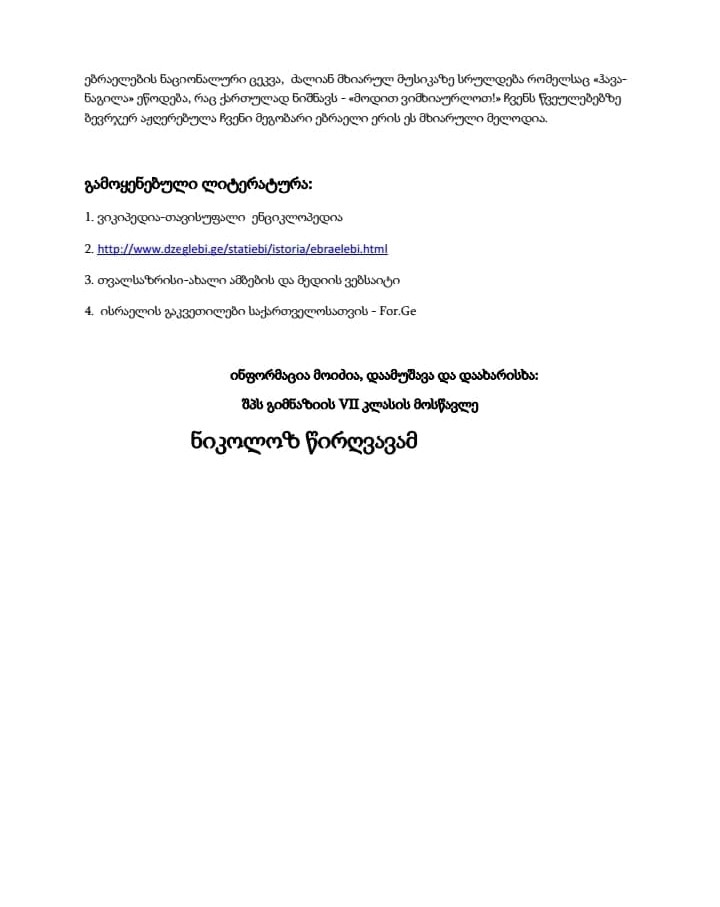 ებრაელების ნაციონალური ცეკვა, ძალიან მხიარულ მუსიკაზე სრულდება რომელსაც «ჰავა-
ნაგილა» ეწოდება, რაც ქართულად ნიშნავს - «მოდით ვიმხიაურლოთ!» ჩვენს წვეულებებზე
ბევრჯერ აჟღერებულა ჩვენი მეგობარი ებრაელი ერის ეს მხიარული მელოდია.
გამოყენებული ლიტერატურა:
1. ვიკიპედია-თავისუფალი ენციკლოპედია
2. http://www.dzeglebi.ge/statiebi/istoria/ebraelebi.html
3. თვალსაზრისი-ახალი ამბების და მედიის ვებსაიტი
4. ისრაელის გაკვეთილები საქართველოსათვის - For.Ge
ინფორმაცია მოიძია, დაამუშავა და დაახარისხა:
შპს გიმნაზიის VII კლასის მოსწავლე
ნიკოლოზ წირღვავამ